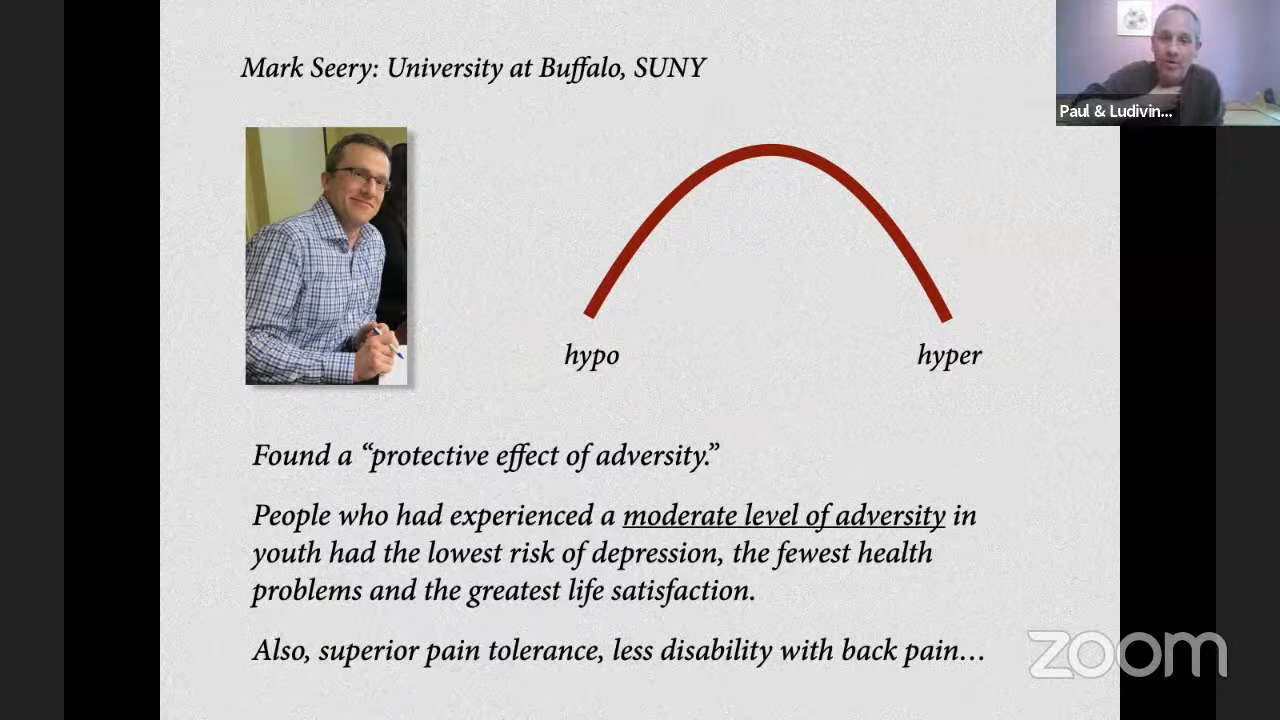 Mark Seery: University at Buffalo, SUNY
Paul & Ludivin...
hypo
hyper
Found a “protective effect of adversity.”
People who had experienced a moderate level of adversity in
youth had the lowest risk of depression, the fewest health
problems and the greatest life satisfaction.
Also, superior pain tolerance, less disability with back pain…
zoom